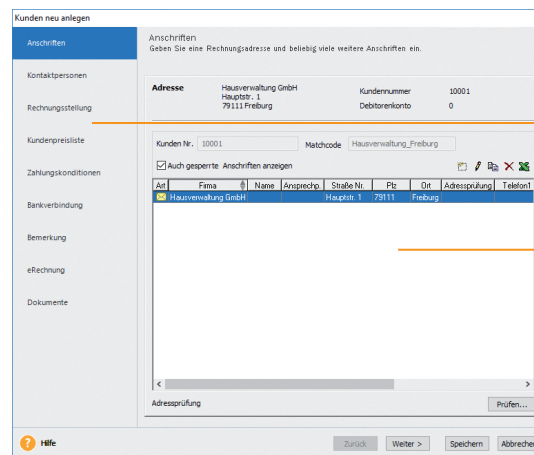 Kunden neu anlegen
Anschriften
Kontaktpersonen
Rechnungsstellung
Kundenpreisliste
Zahlungskonditionen
Bankverbindung
Bemerkung
eRechnung
Dokumente
Anschriften
Geben Sie eine Rechnungsadresse und beliebig viele weitere Anschriften ein.
Adresse Hausverwaltung GmbH Kundennummer 10001
Hauptstr. 1 Debitorenkonto 0
79111 Freiburg
Kunden Nr. 10001 Matchcode Hausverwaltung_Freiburg
Auch gesperrte Anschriften anzeigen
Art Firma Name Ansprechp. Straße Nr. Plz Ort Adressprüfung Telefon1
Hausverwaltung GmbH Hauptstr. 1 79111 Freiburg
Adressprüfung Prüfen...
? Hilfe Zurück Weiter > Speichern Abbrechen